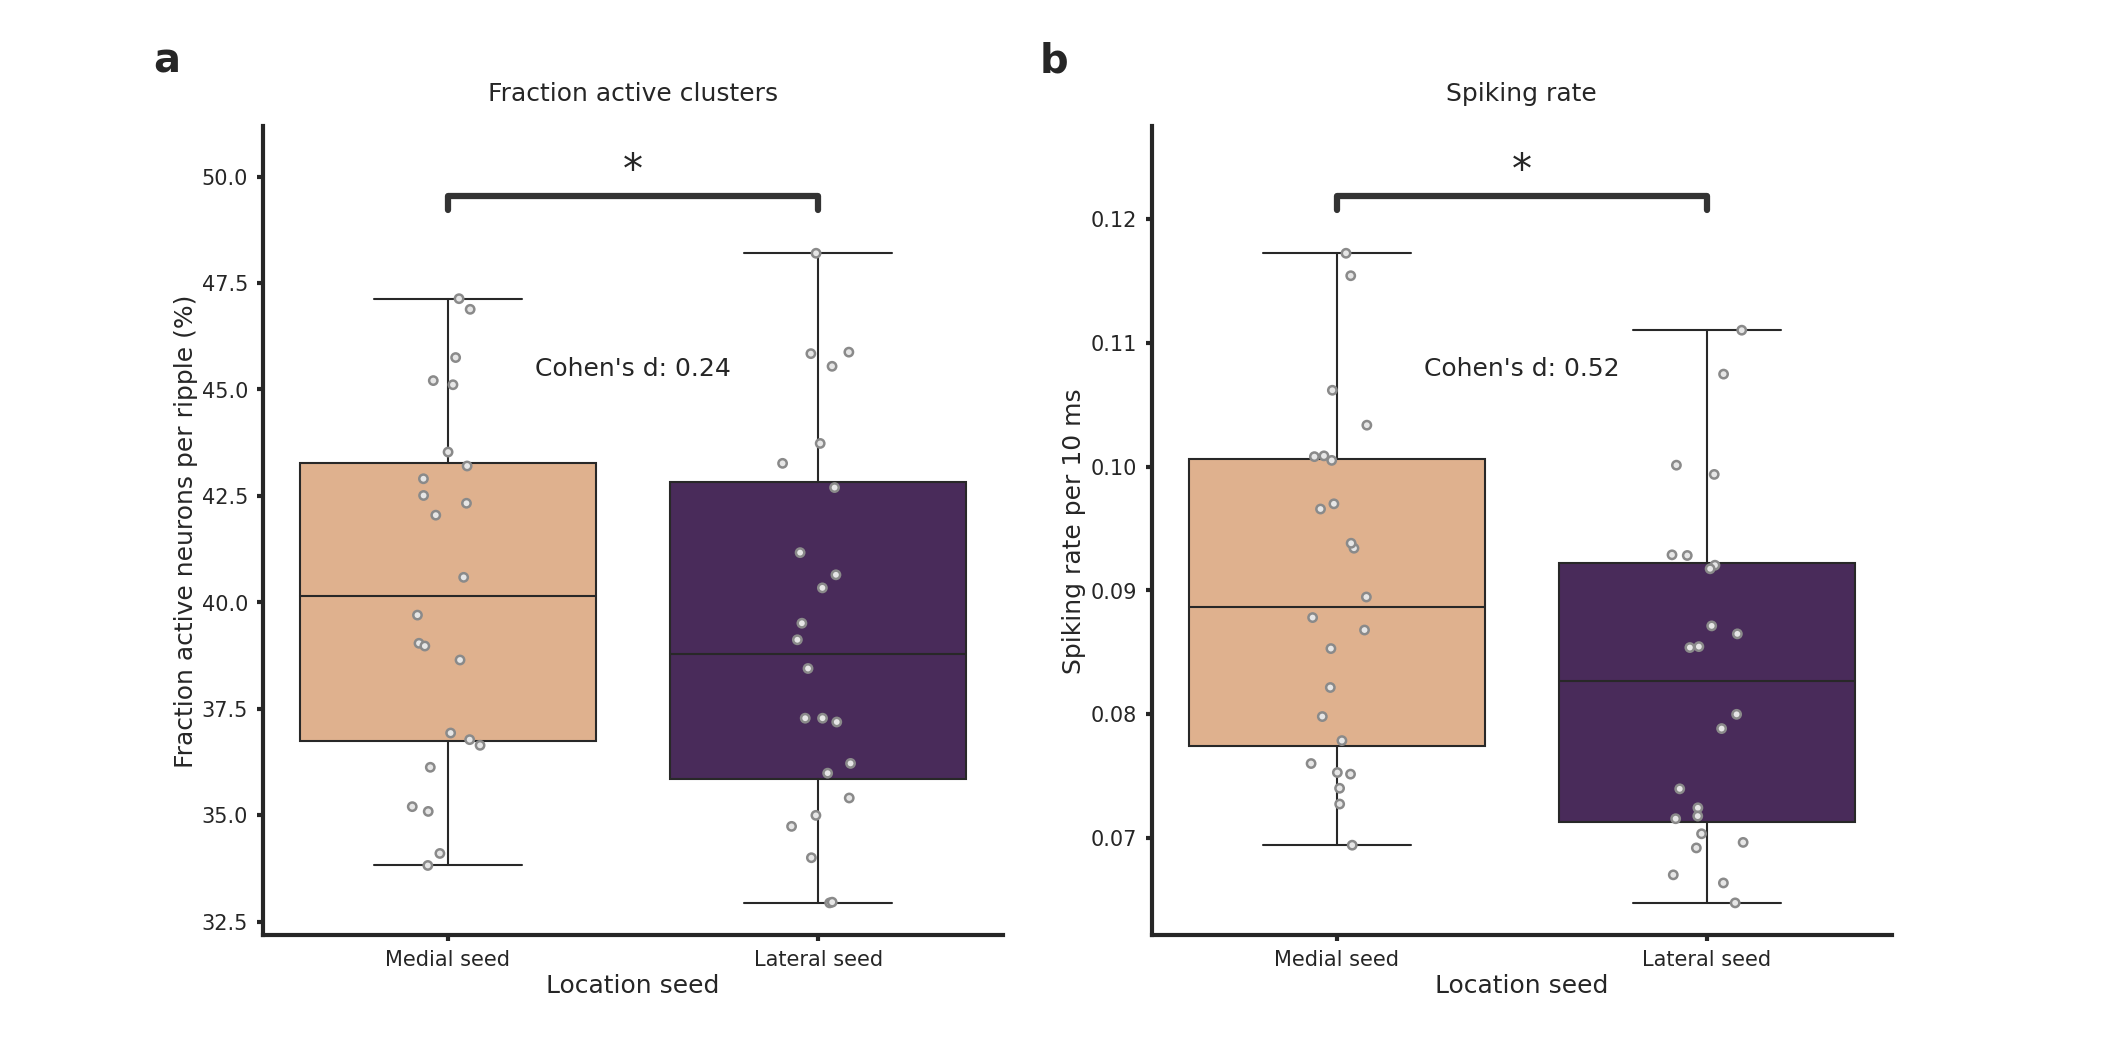 a
Fraction active clusters
*
Cohen's d: 0.24
Fraction active neurons per ripple (%)
50.0
47.5
45.0
42.5
40.0
37.5
35.0
32.5
Medial seed
Lateral seed
Location seed
b
Spiking rate
*
Cohen's d: 0.52
Spiking rate per 10 ms
0.12
0.11
0.10
0.09
0.08
0.07
Medial seed
Lateral seed
Location seed